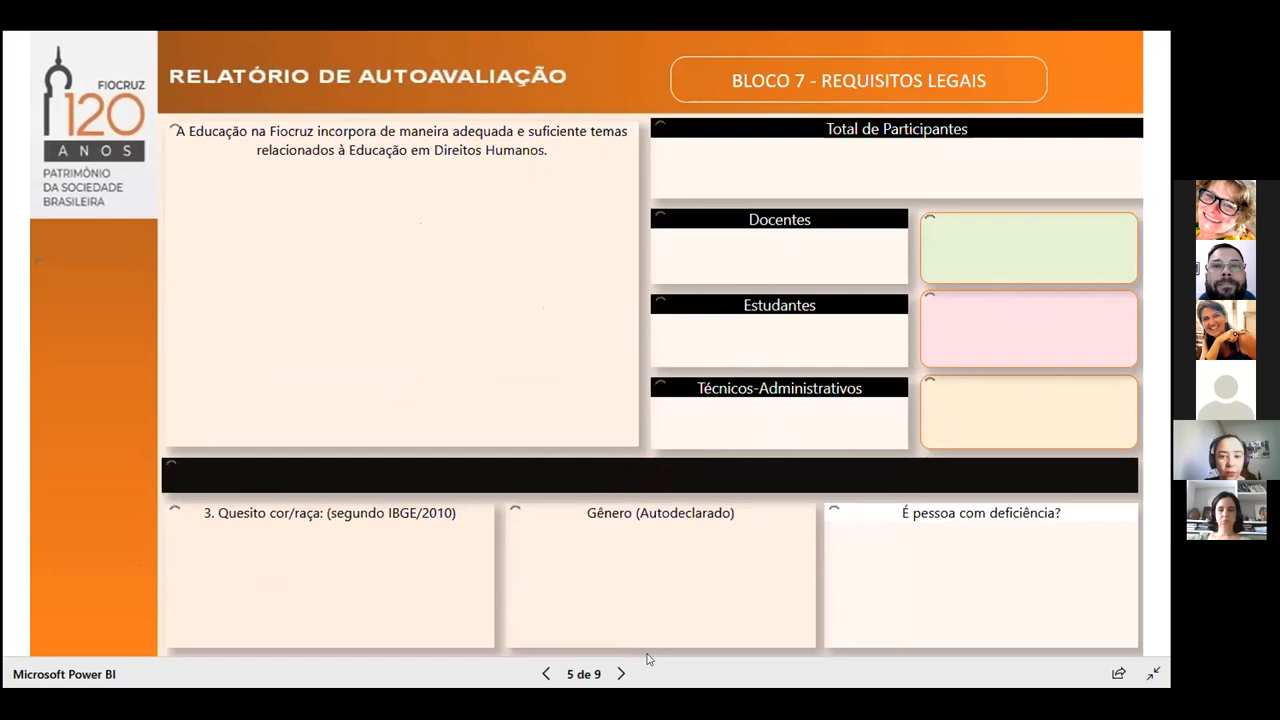 FIOCRUZ
120
ANOS
PATRIMÔNIO
DA SOCIEDADE
BRASILEIRA
RELATÓRIO DE AUTOAVALIAÇÃO
BLOCO 7 - REQUISITOS LEGAIS
A Educação na Fiocruz incorpora de maneira adequada e suficiente temas
relacionados à Educação em Direitos Humanos.
Total de Participantes
Docentes
Estudantes
Técnicos-Administrativos
3. Quesito cor/raça: (segundo IBGE/2010)
Gênero (Autodeclarado)
É pessoa com deficiência?
Microsoft Power BI
5 de 9